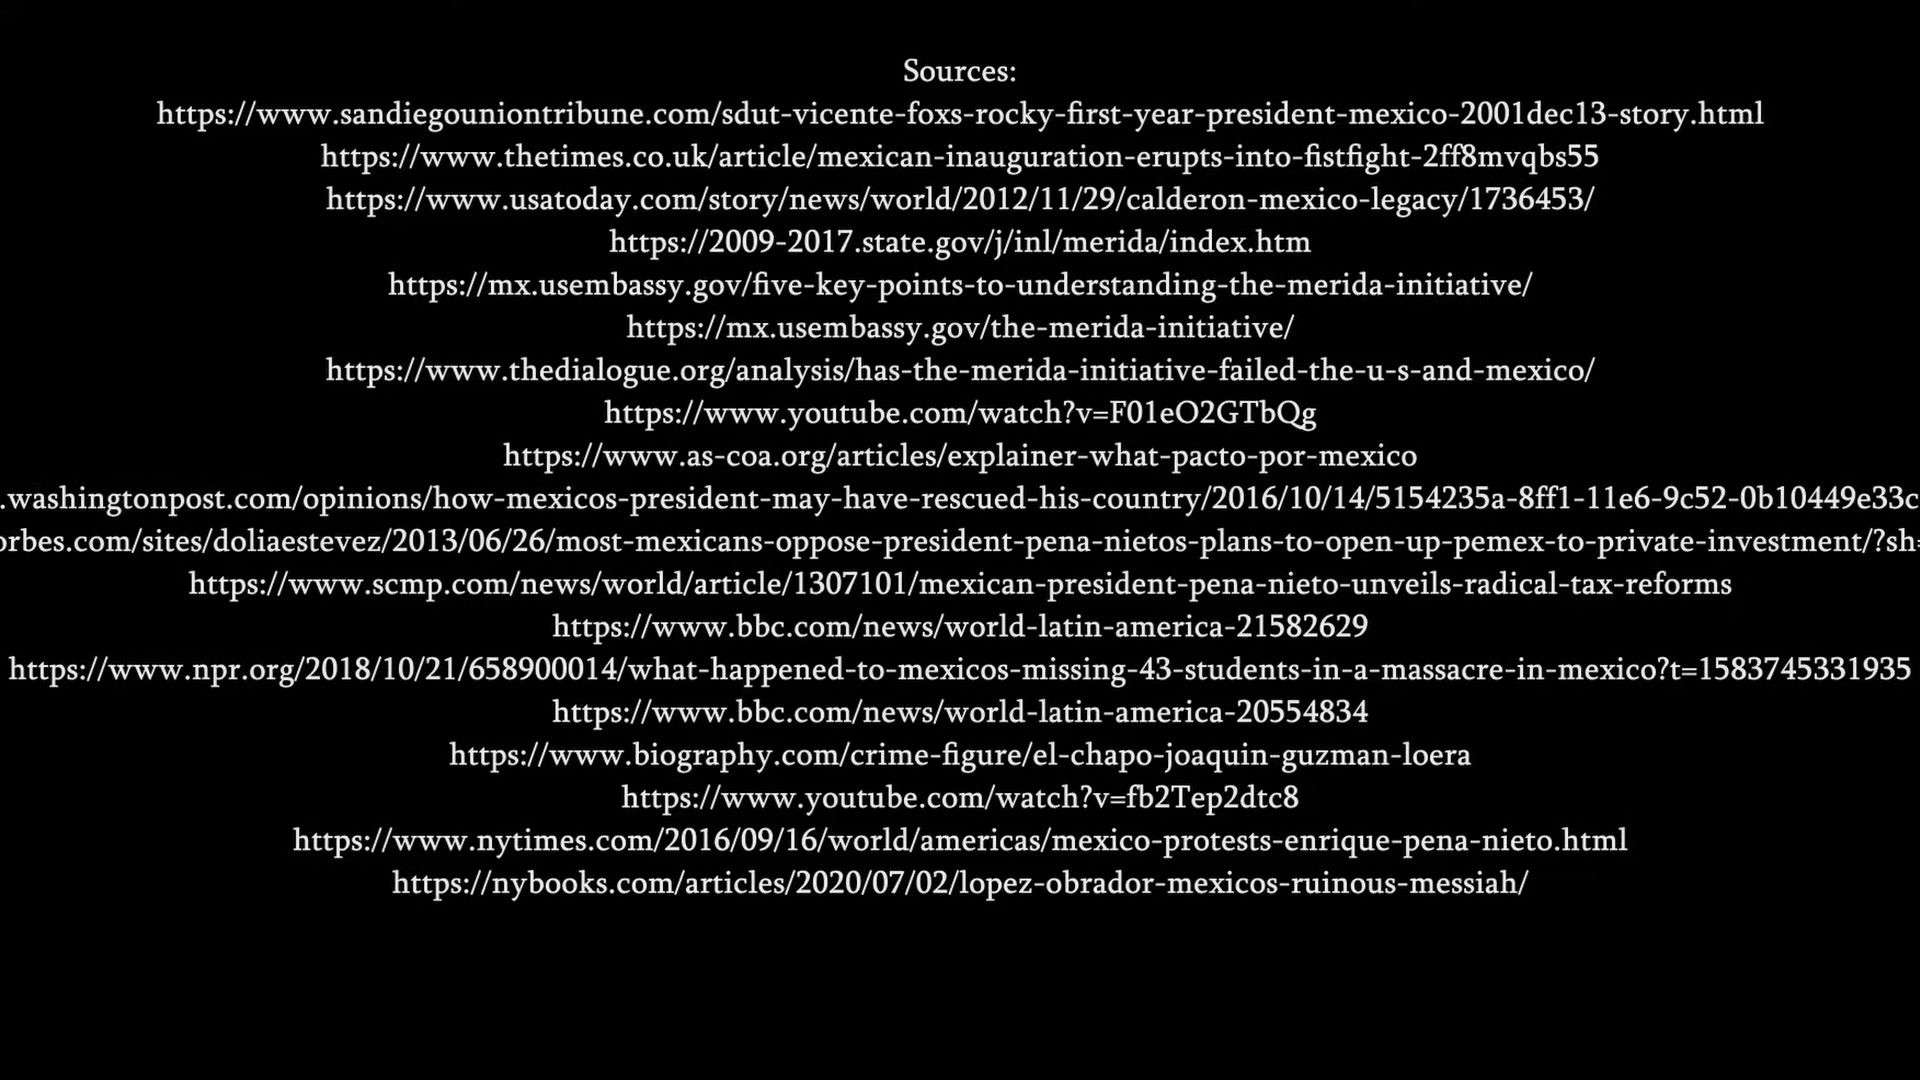 Sources:
https://www.sandiegouniontribune.com/sdut-vicente-foxs-rocky-first-year-president-mexico-2001dec13-story.html
https://www.thetimes.co.uk/article/mexican-inauguration-erupts-into-fistfight-2ff8mvqbs55
https://www.usatoday.com/story/news/world/2012/11/29/calderon-mexico-legacy/1736453/
https://2009-2017.state.gov/j/inl/merida/index.htm
https://mx.usembassy.gov/five-key-points-to-understanding-the-merida-initiative/
https://mx.usembassy.gov/the-merida-initiative/
https://www.thedialogue.org/analysis/has-the-merida-initiative-failed-the-u-s-and-mexico/
https://www.youtube.com/watch?v=F01eO2GTbQg
https://www.as-coa.org/articles/explainer-what-pacto-por-mexico
.washingtonpost.com/opinions/how-mexicos-president-may-have-rescued-his-country/2016/10/14/5154235a-8ff1-11e6-9c52-0b10449e33c
orbes.com/sites/doliaestevez/2013/06/26/most-mexicans-oppose-president-pena-nietos-plans-to-open-up-pemex-to-private-investment/?sh=
https://www.scmp.com/news/world/article/1307101/mexican-president-pena-nieto-unveils-radical-tax-reforms
https://www.bbc.com/news/world-latin-america-21582629
https://www.npr.org/2018/10/21/658900014/what-happened-to-mexicos-missing-43-students-in-a-massacre-in-mexico?t=1583745331935
https://www.bbc.com/news/world-latin-america-20554834
https://www.biography.com/crime-figure/el-chapo-joaquin-guzman-loera
https://www.youtube.com/watch?v=fb2Tep2dtc8
https://www.nytimes.com/2016/09/16/world/americas/mexico-protests-enrique-pena-nieto.html
https://nybooks.com/articles/2020/07/02/lopez-obrador-mexicos-ruinous-messiah/